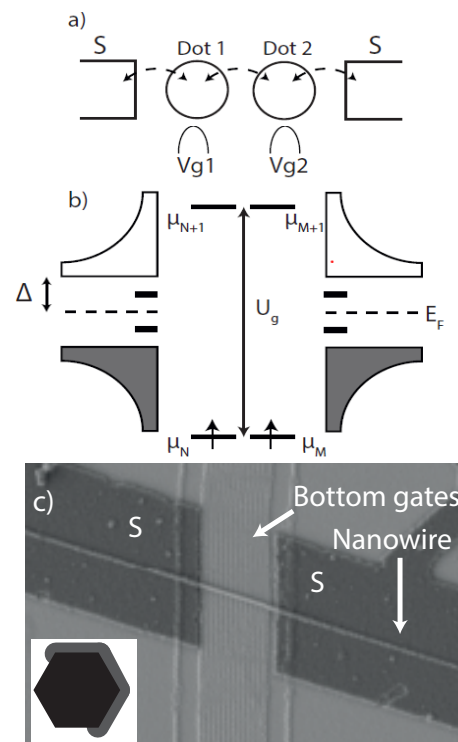 a)
S
Dot 1
Dot 2
S
Vg1
Vg2
b)
μN+1
μM+1
Δ
Ug
EF
μN
μM
c)
Bottom gates
Nanowire
S
S